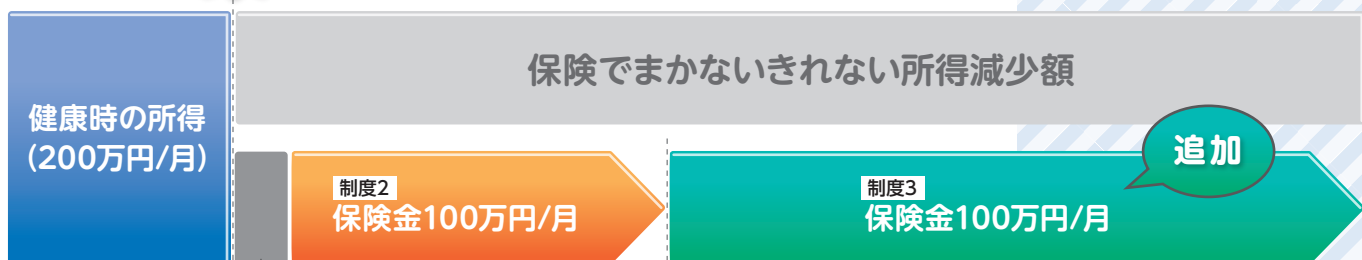 保険でまかないきれない所得減少額
健康時の所得
(200万円/月)
追加
制度2
保険金100万円/月
制度3
保険金100万円/月